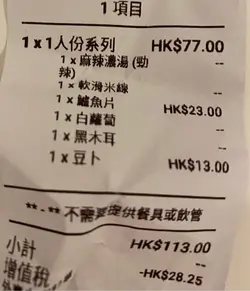 1 項目
1 x 1人份系列 HK$77.00
1 x 麻辣濃湯 (勁
辣) --
1 x 軟滑米線 --
1 x 鱸魚片 HK$23.00
1 x 白蘿蔔 --
1 x 黑木耳 --
1 x 豆卜 HK$13.00
** - ** 不需要提供餐具或飲管
小計 HK$113.00
--
增值稅 -HK$28.25